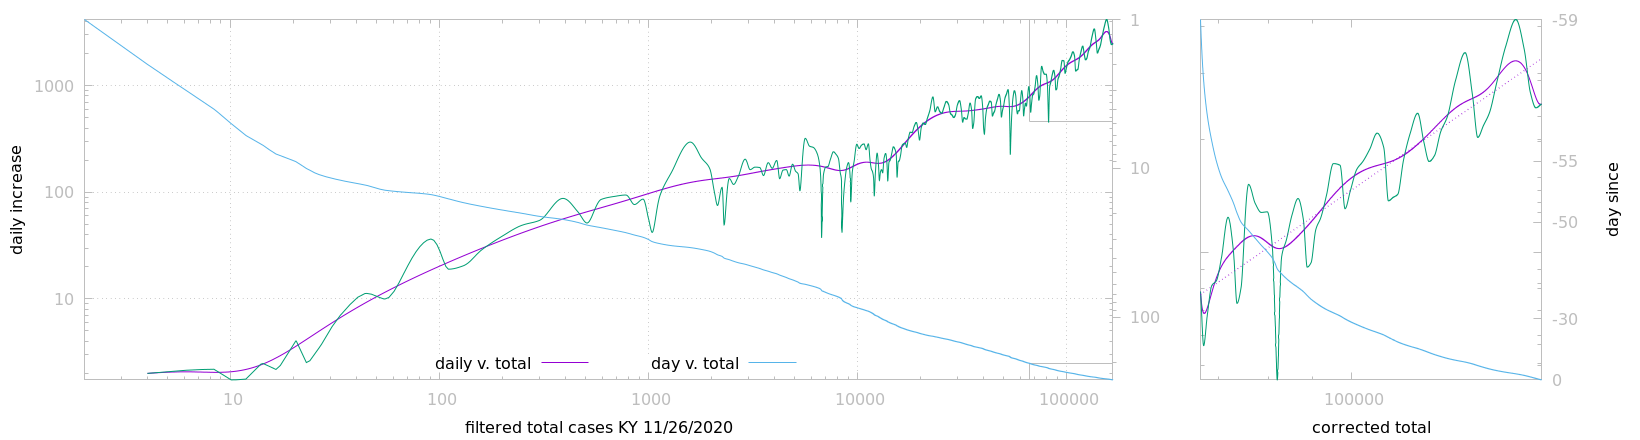 1000
100
10
daily increase
10
100
1000
10000
100000
filtered total cases KY 11/26/2020
daily v. total
day v. total
1
10
100
-59
-55
-50
-30
0
day since
100000
corrected total